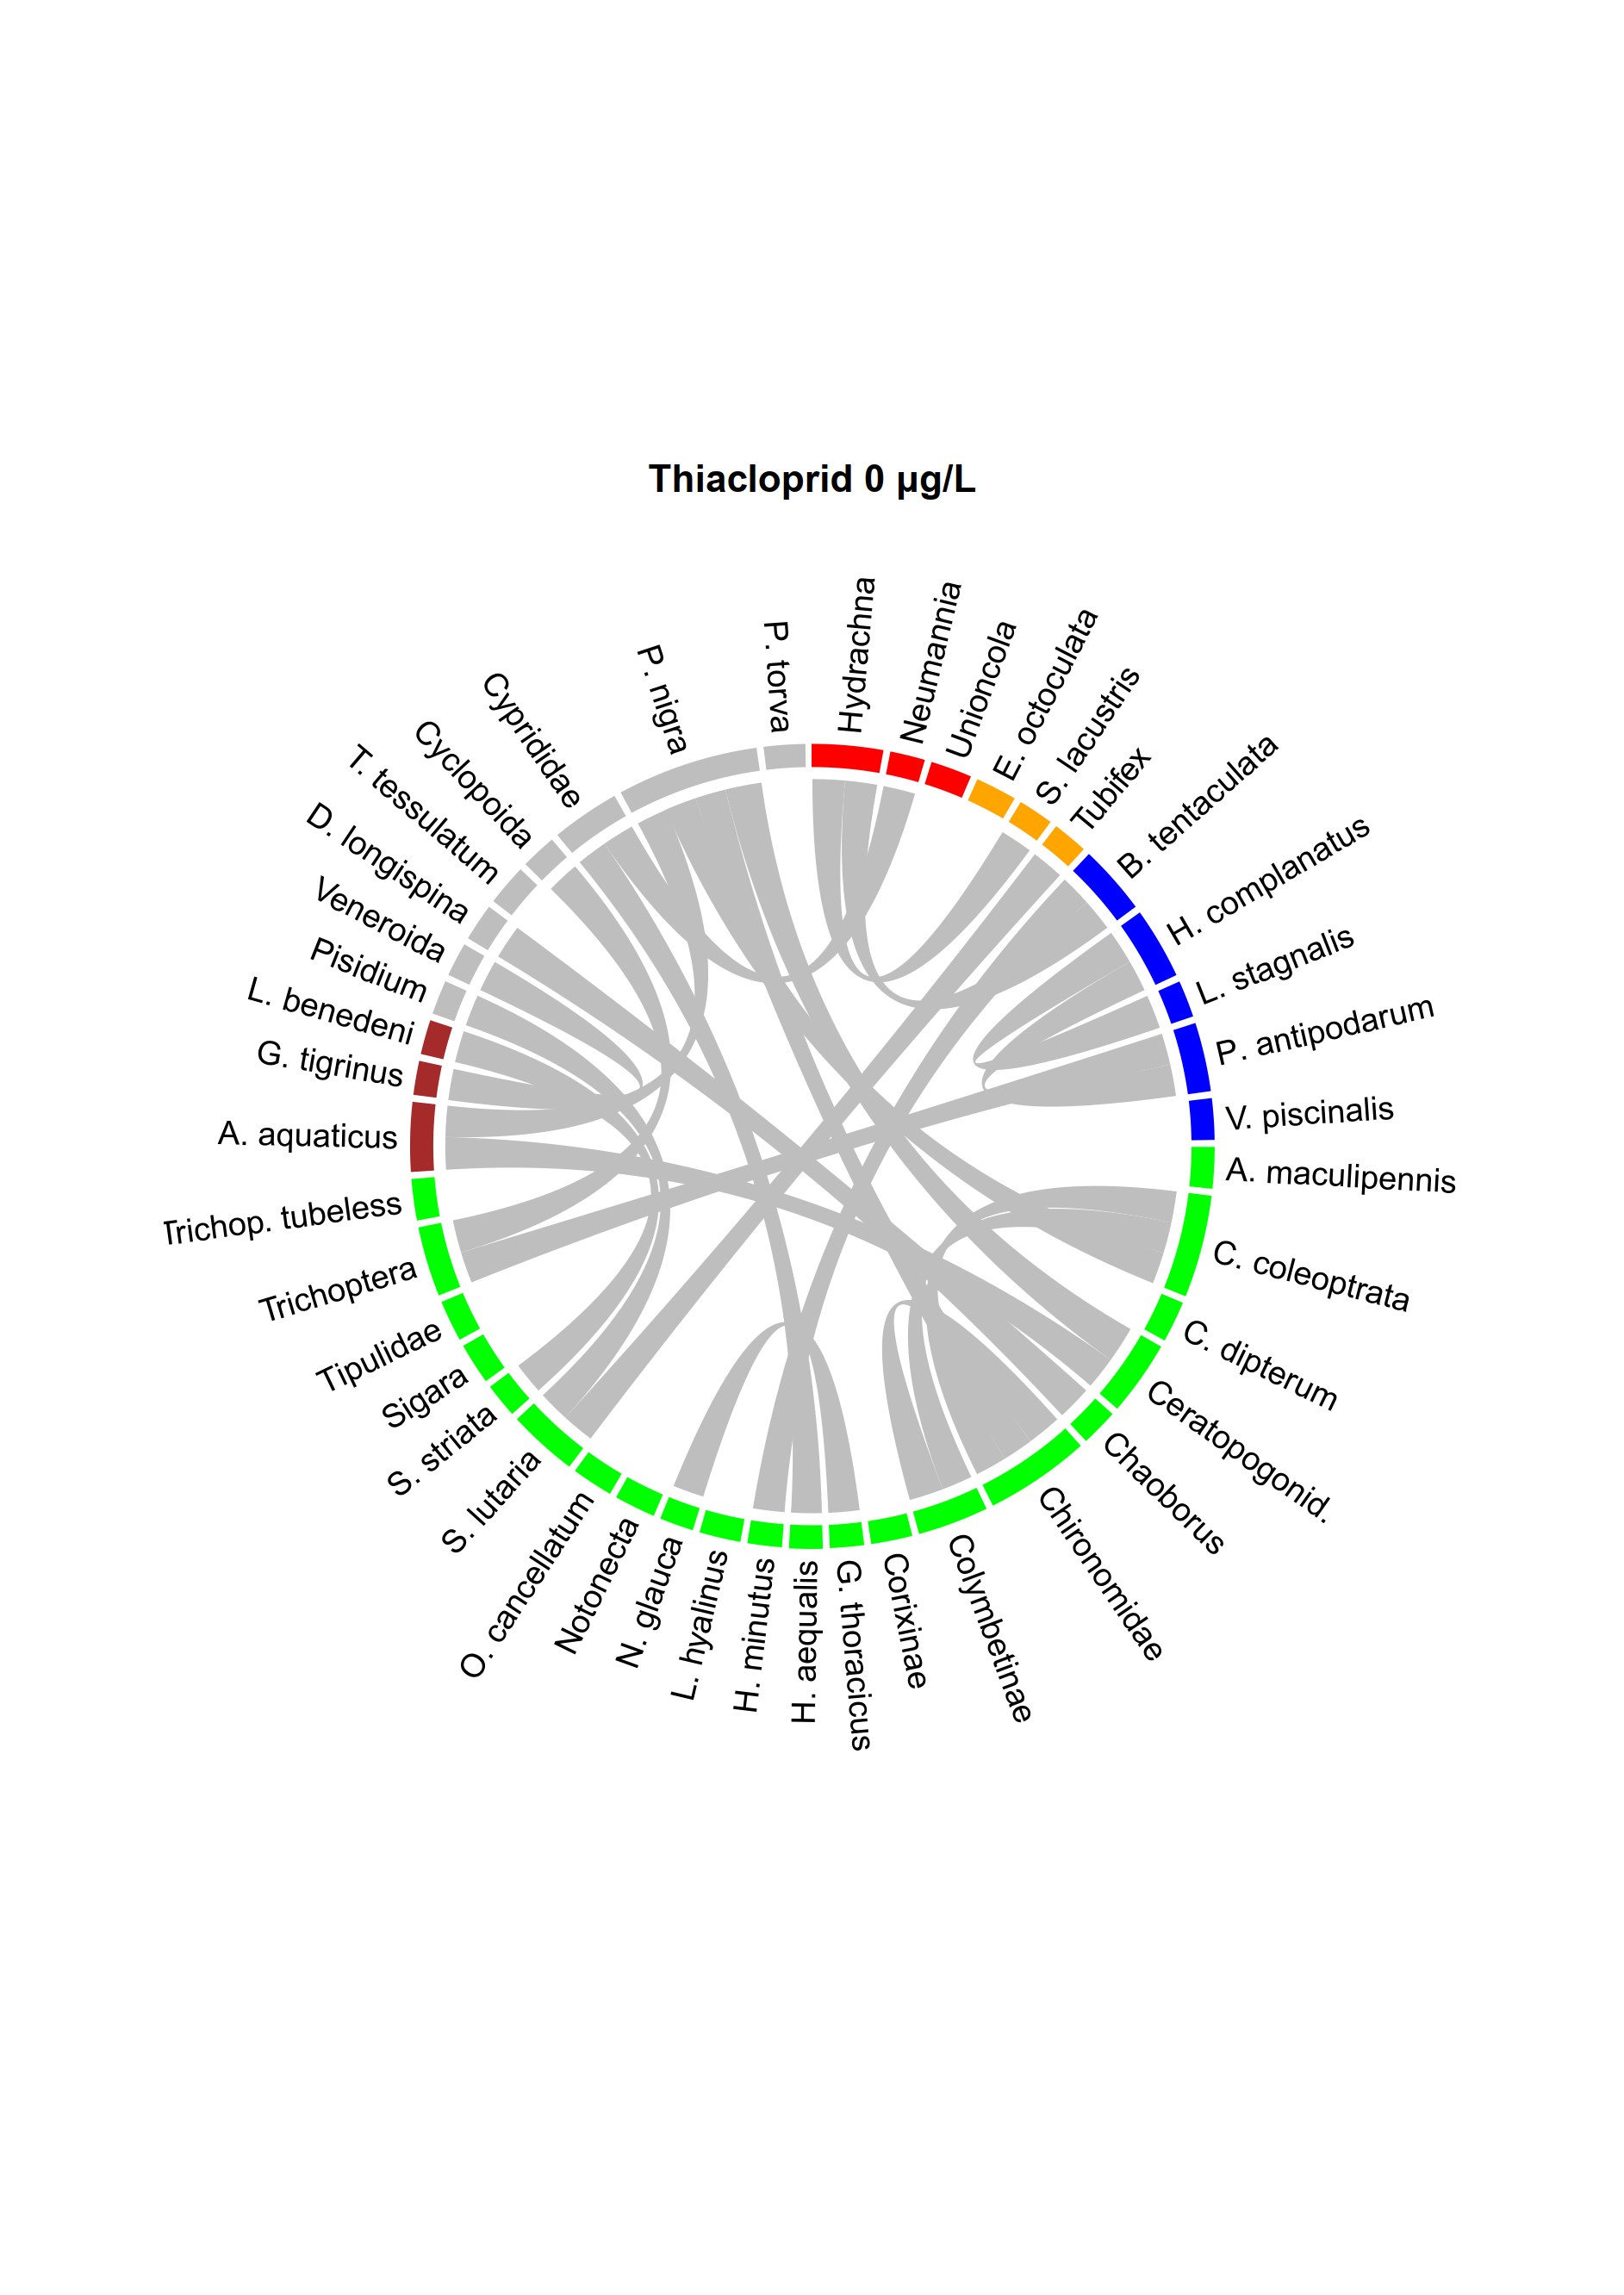 Thiacloprid 0 µg/L
Hydrachna
Neumannia
Unioncola
E. octoculata
S. lacustris
Tubifex
B. tentaculata
H. complanatus
L. stagnalis
P. antipodarum
V. piscinalis
A. maculipennis
C. coleoptrata
C. dipterum
Ceratopogonid.
Chaoborus
Chironomidae
Colymbetinae
Corixinae
G. thoracicus
H. aequalis
H. minutus
L. hyalinus
N. glauca
Notonecta
O. cancellatum
S. lutaria
S. striata
Sigara
Tipulidae
Trichoptera
Trichop. tubeless
A. aquaticus
G. tigrinus
L. benedeni
Pisidium
Veneroida
D. longispina
T. tessulatum
Cyclopoida
Cyprididae
P. nigra
P. torva